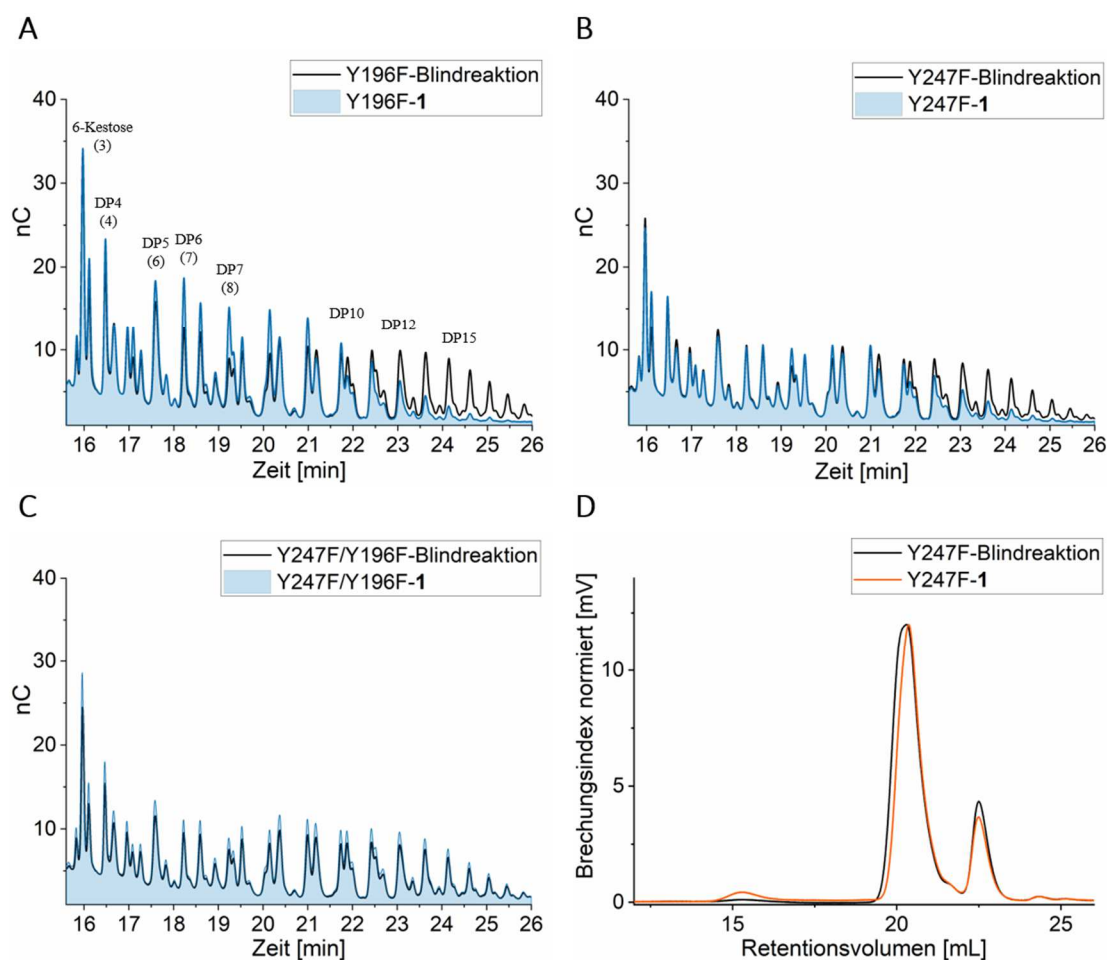 A
Y196F-Blindreaktion
Y196F-1
40
30
20
10
nC
6-Kestose
(3)
DP4
(4)
DP5
(6)
DP6
(7)
DP7
(8)
DP10
DP12
DP15
16 17 18 19 20 21 22 23 24 25 26
Zeit [min]
B
Y247F-Blindreaktion
Y247F-1
40
30
20
10
nC
16 17 18 19 20 21 22 23 24 25 26
Zeit [min]
C
Y247F/Y196F-Blindreaktion
Y247F/Y196F-1
40
30
20
10
nC
16 17 18 19 20 21 22 23 24 25 26
Zeit [min]
D
Y247F-Blindreaktion
Y247F-1
10
5
0
Brechungsindex normiert [mV]
15 20 25
Retentionsvolumen [mL]